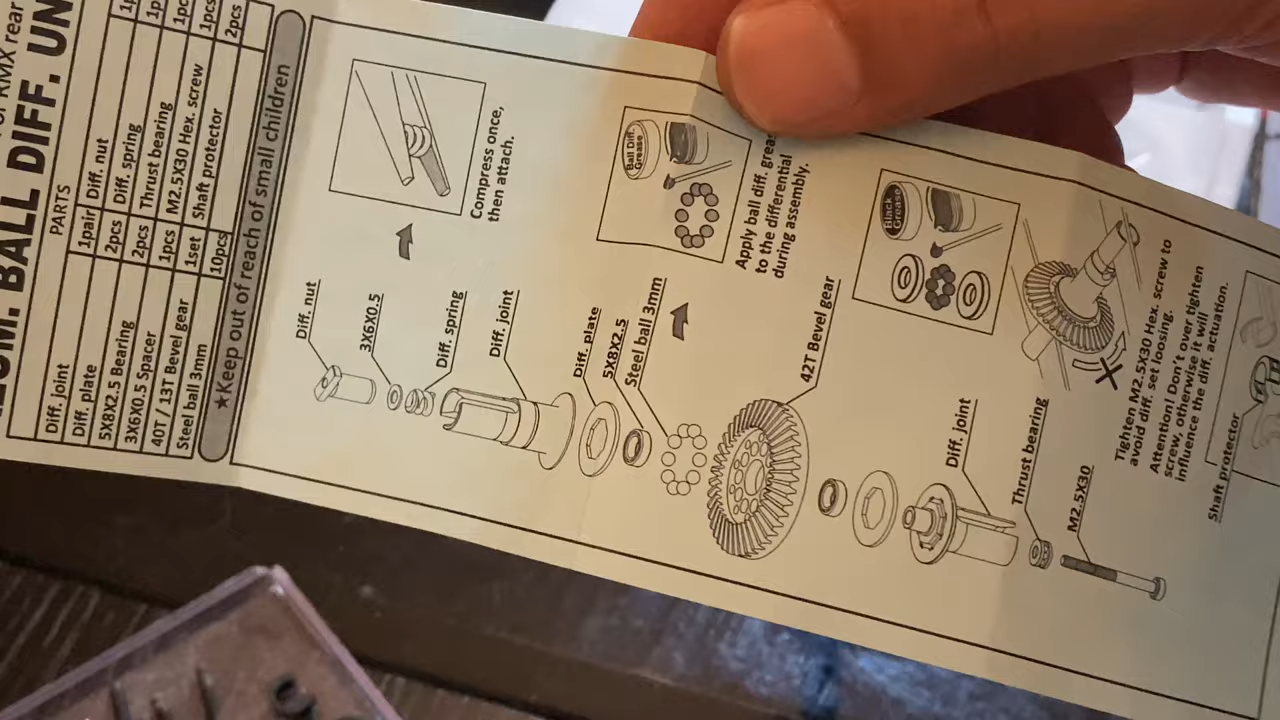 For RMX rear
ALUM. BALL DIFF. UN
PARTS
Diff. joint 1pair Diff. nut
Diff. plate 2pcs Diff. spring
5X8X2.5 Bearing 2pcs Thrust bearing
3X6X0.5 Spacer 1pcs M2.5X30 Hex. screw 1pcs
40T / 13T Bevel gear 1set Shaft protector 2pcs
Steel ball 3mm 10pcs
★Keep out of reach of small children
Diff. nut
3X6X0.5
Diff. spring
Diff. joint
Compress once,
then attach.
Diff. plate
5X8X2.5
Steel ball 3mm
Ball Diff.
Grease
Apply ball diff. grea
to the differential
during assembly.
42T Bevel gear
Black
Grease
Diff. joint
Thrust bearing
M2.5X30
Tighten M2.5X30 Hex. screw to
avoid diff. set loosing.
Attention! Don't over tighten
screw, otherwise it will
influence the diff. actuation.
Shaft protector